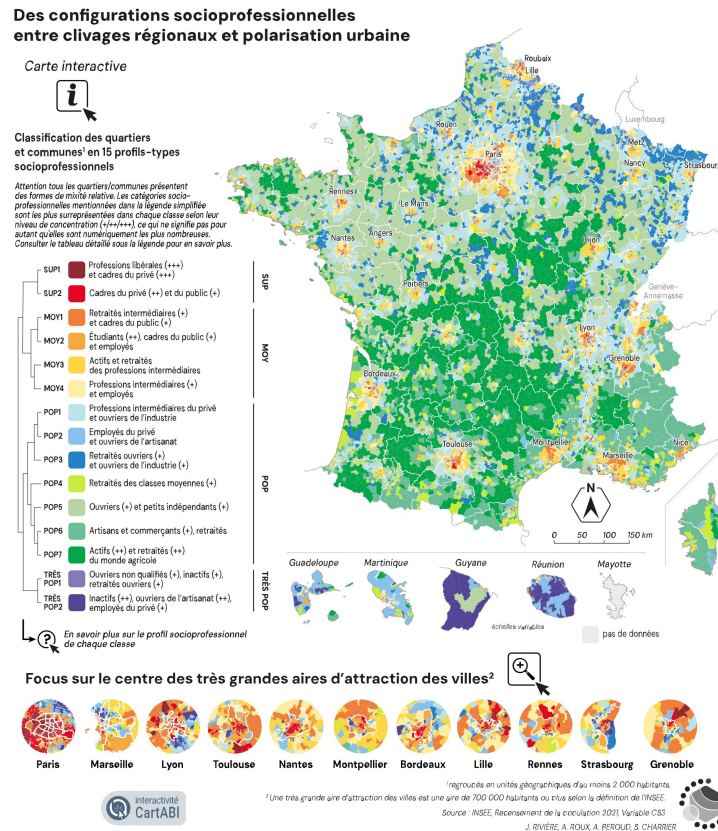 Des configurations socioprofessionnelles
entre clivages régionaux et polarisation urbaine
Carte interactive
i
Classification des quartiers
et communes¹ en 15 profils-types
socioprofessionnels
Attention tous les quartiers/communes présentent
des formes de mixité relative. Les catégories socio-
professionnelles mentionnées dans la légende simplifiée
sont les plus surreprésentées dans chaque classe selon leur
niveau de concentration (+/++/+++), ce qui ne signifie pas pour
autant qu'elles sont numériquement les plus nombreuses.
Consulter le tableau détaillé sous la légende pour en savoir plus.
SUP1 Professions libérales (+++)
et cadres du privé (+++)
SUP2 Cadres du privé (++) et du public (+)
SUP
MOY1 Retraités intermédiaires (+)
et cadres du public (+)
MOY2 Étudiants (++), cadres du public (+)
et employés
MOY3 Actifs et retraités
des professions intermédiaires
MOY4 Professions intermédiaires (+)
et employés
MOY
POP1 Professions intermédiaires du privé
et ouvriers de l'industrie
POP2 Employés du privé
et ouvriers de l'artisanat
POP3 Retraités ouvriers (+)
et ouvriers de l'industrie (+)
POP4 Retraités des classes moyennes (+)
POP5 Ouvriers (+) et petits indépendants (+)
POP6 Artisans et commerçants (+), retraités
POP7 Actifs (++) et retraités (++)
du monde agricole
POP
TRÈS POP1 Ouvriers non qualifiés (+), inactifs (+),
retraités ouvriers (+)
TRÈS POP2 Inactifs (++), ouvriers de l'artisanat (++),
employés du privé (+)
TRÈS POP
? En savoir plus sur le profil socioprofessionnel
de chaque classe
Roubaix
Lille
Luxembourg
Rouen
Metz
Paris
Nancy
Strasbour
Rennes
Le Mans
Angers
Nantes
Dijon
Poitiers
Genève-
Annemasse
Lyon
Grenoble
Bordeaux
Toulouse
Montpellier
Marseille
Nice
N
0 50 100 150 km
Guadeloupe
Martinique
Guyane
Réunion
Mayotte
échelles variables
pas de données
Focus sur le centre des très grandes aires d'attraction des villes²
Paris
Marseille
Lyon
Toulouse
Nantes
Montpellier
Bordeaux
Lille
Rennes
Strasbourg
Grenoble
interactivité
CartABI
¹ regroupés en unités géographiques d'au moins 2 000 habitants.
² Une très grande aire d'attraction des villes est une aire de 700 000 habitants ou plus selon la définition de l'INSEE.
Source : INSEE, Recensement de la population 2021, Variable CS3
J. RIVIÈRE, A. ROUX, A. PEROUD, S. CHARRIER